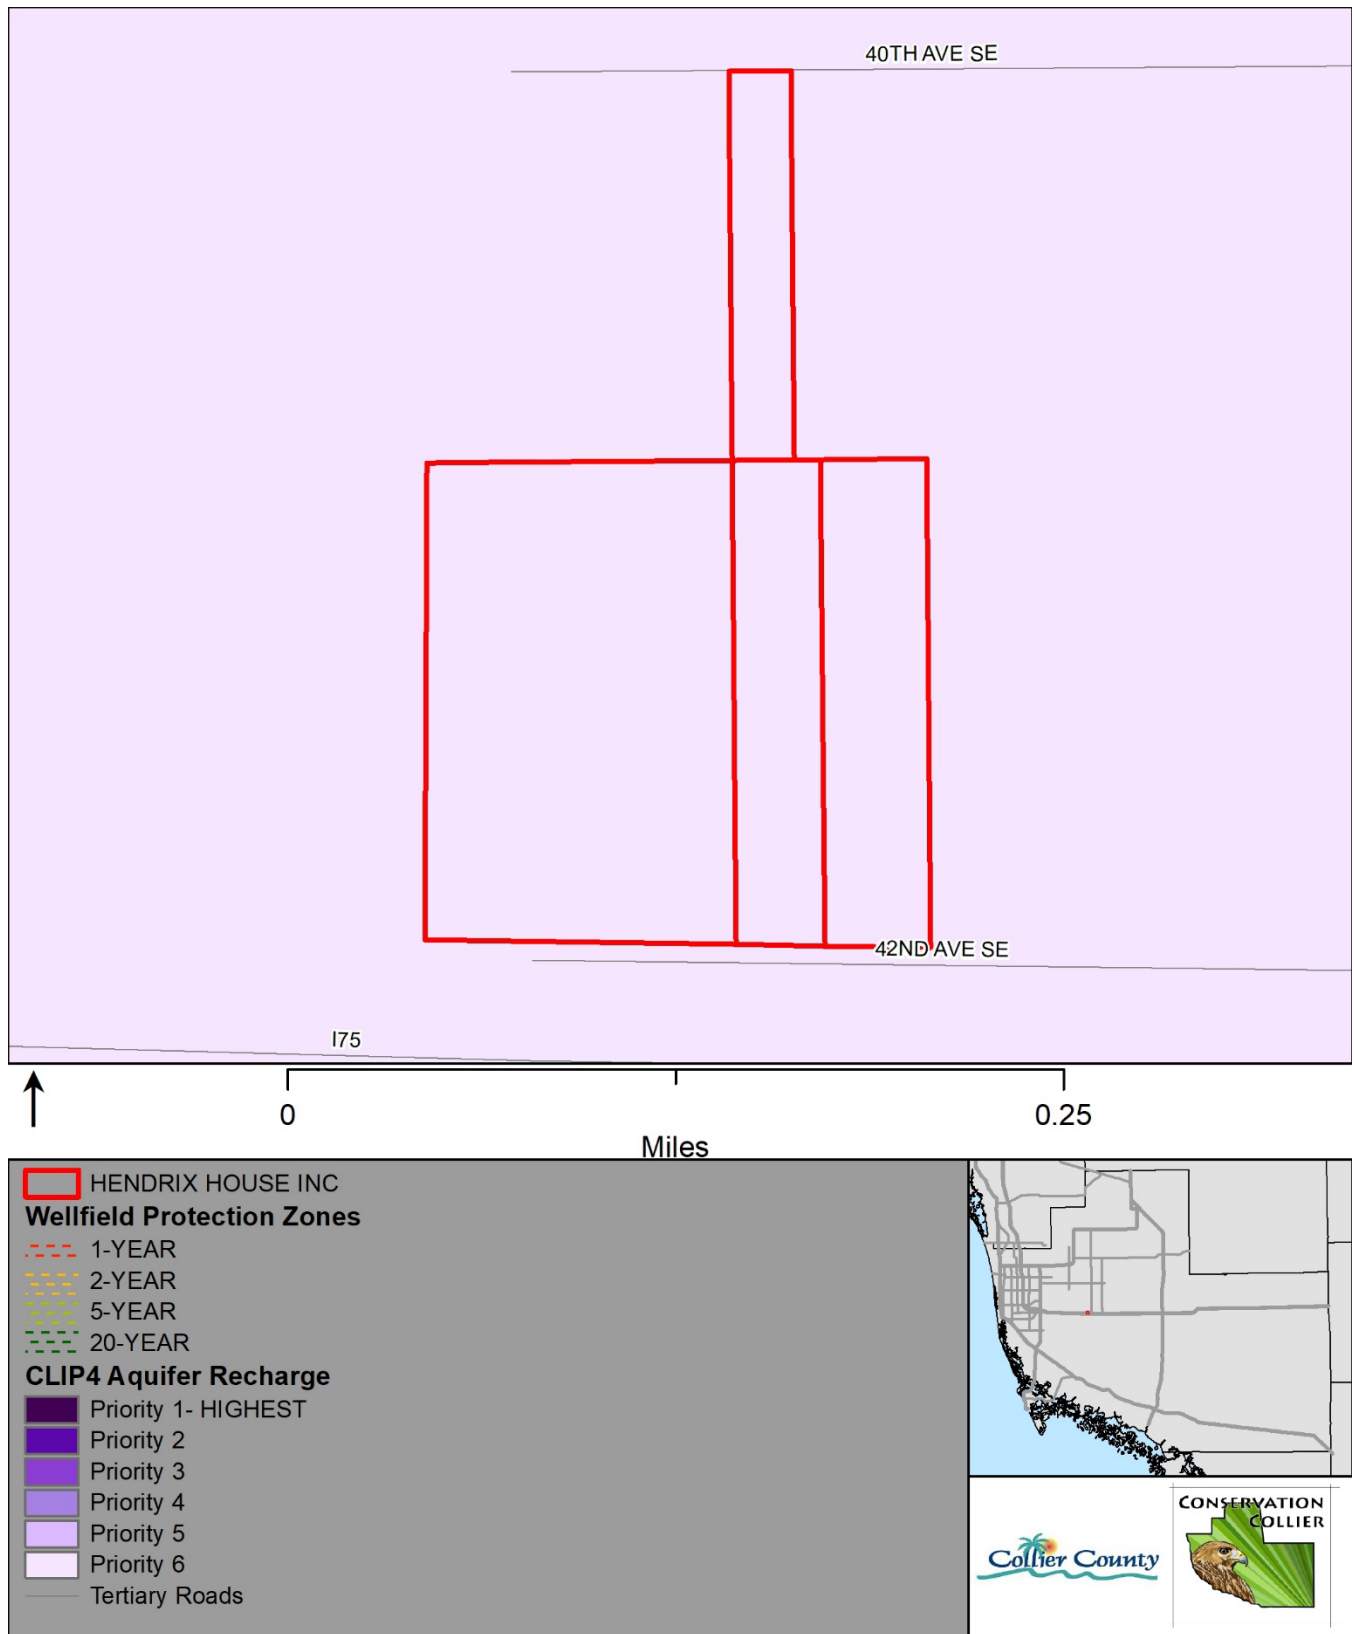 40TH AVE SE
42ND AVE SE
I75
0
0.25
Miles
HENDRIX HOUSE INC
Wellfield Protection Zones
1-YEAR
2-YEAR
5-YEAR
20-YEAR
CLIP4 Aquifer Recharge
Priority 1- HIGHEST
Priority 2
Priority 3
Priority 4
Priority 5
Priority 6
Tertiary Roads
Collier County
CONSERVATION
COLLIER